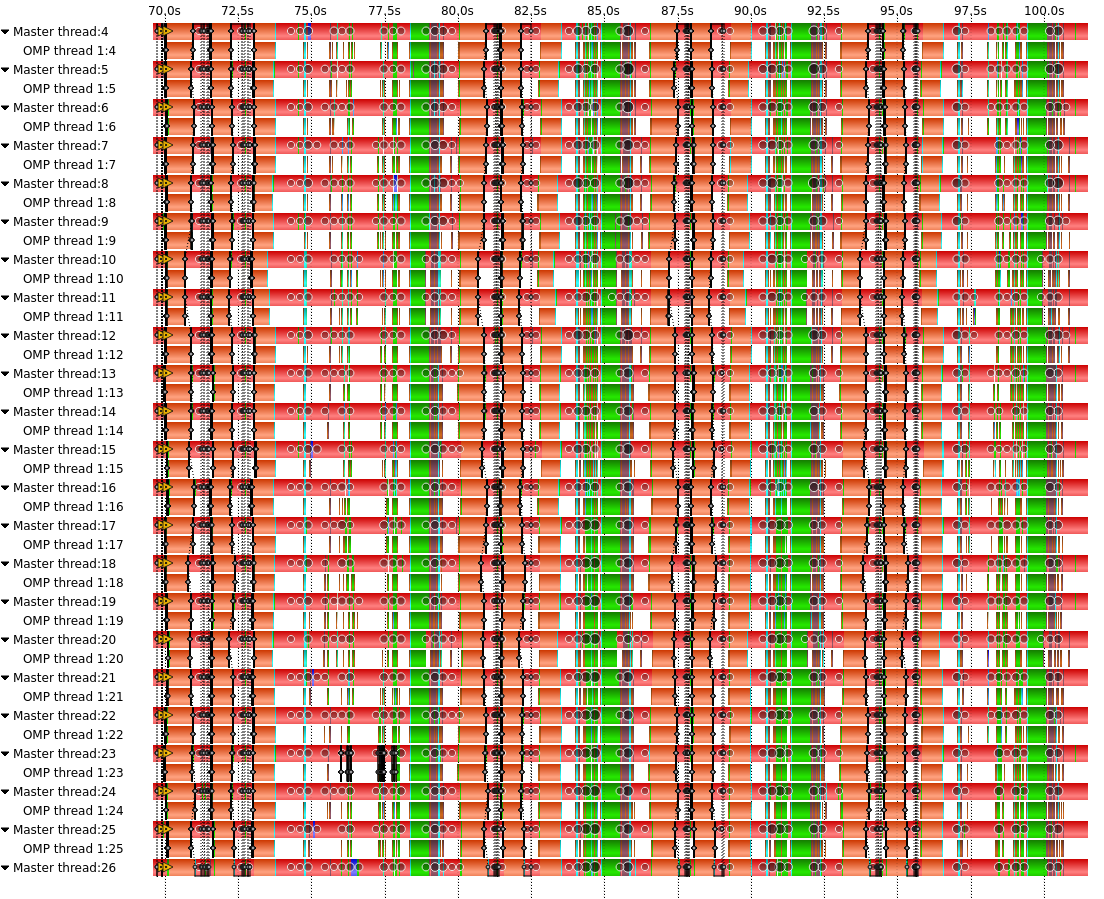 70.0s 72.5s 75.0s 77.5s 80.0s 82.5s 85.0s 87.5s 90.0s 92.5s 95.0s 97.5s 100.0s
Master thread:4
OMP thread 1:4
Master thread:5
OMP thread 1:5
Master thread:6
OMP thread 1:6
Master thread:7
OMP thread 1:7
Master thread:8
OMP thread 1:8
Master thread:9
OMP thread 1:9
Master thread:10
OMP thread 1:10
Master thread:11
OMP thread 1:11
Master thread:12
OMP thread 1:12
Master thread:13
OMP thread 1:13
Master thread:14
OMP thread 1:14
Master thread:15
OMP thread 1:15
Master thread:16
OMP thread 1:16
Master thread:17
OMP thread 1:17
Master thread:18
OMP thread 1:18
Master thread:19
OMP thread 1:19
Master thread:20
OMP thread 1:20
Master thread:21
OMP thread 1:21
Master thread:22
OMP thread 1:22
Master thread:23
OMP thread 1:23
Master thread:24
OMP thread 1:24
Master thread:25
OMP thread 1:25
Master thread:26